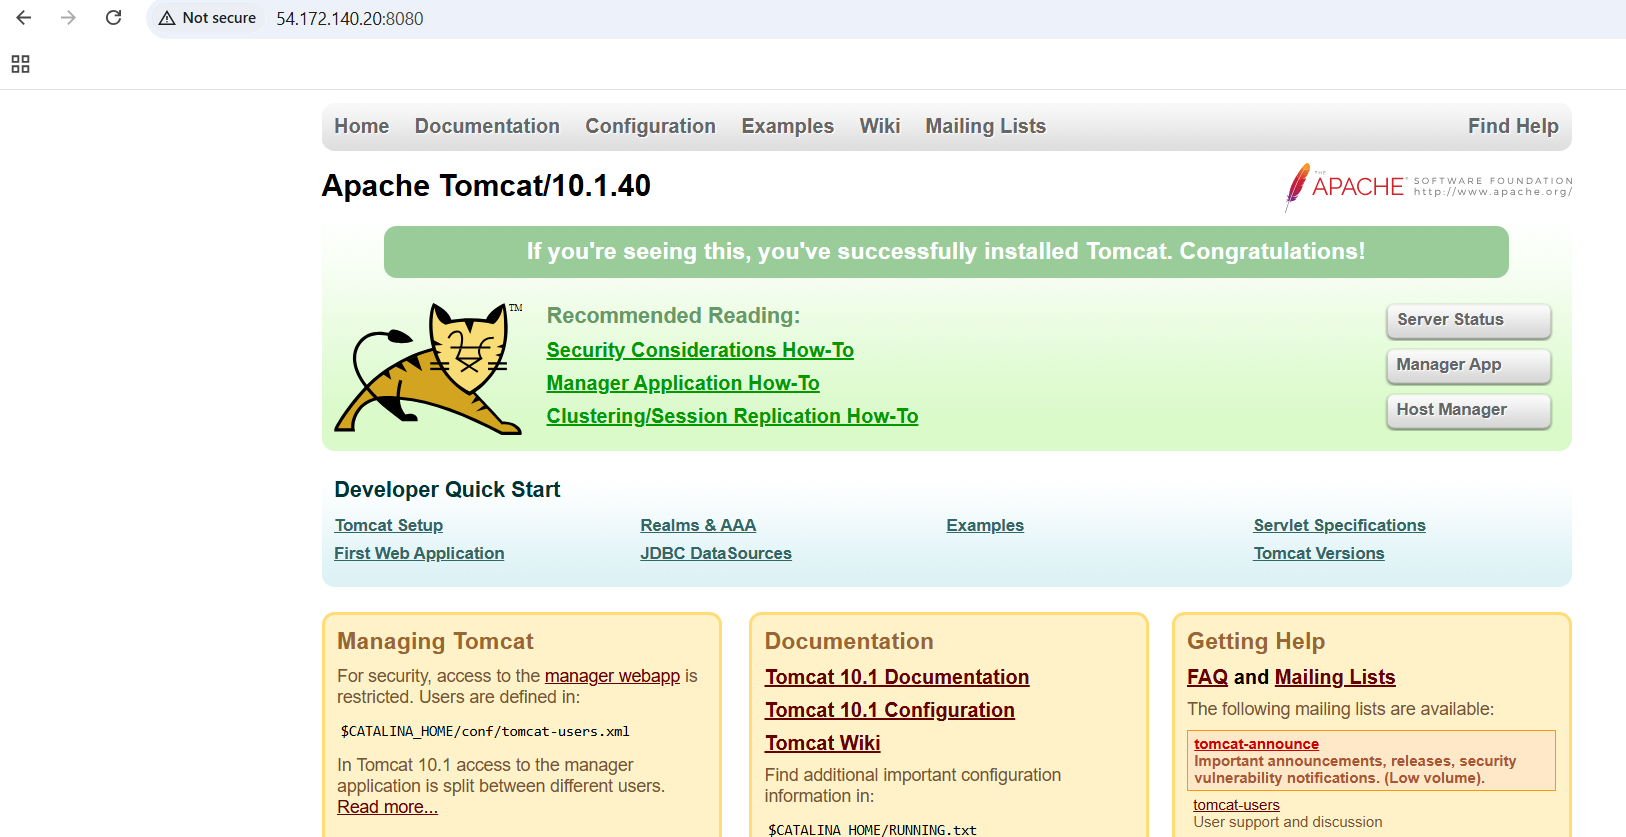 Not secure 54.172.140.20:8080
Home Documentation Configuration Examples Wiki Mailing Lists Find Help
Apache Tomcat/10.1.40
THE APACHE® SOFTWARE FOUNDATION
http://www.apache.org/
If you're seeing this, you've successfully installed Tomcat. Congratulations!
TM
Recommended Reading:
Security Considerations How-To
Manager Application How-To
Clustering/Session Replication How-To
Server Status
Manager App
Host Manager
Developer Quick Start
Tomcat Setup
First Web Application
Realms & AAA
JDBC DataSources
Examples
Servlet Specifications
Tomcat Versions
Managing Tomcat
For security, access to the manager webapp is
restricted. Users are defined in:
$CATALINA_HOME/conf/tomcat-users.xml
In Tomcat 10.1 access to the manager
application is split between different users.
Read more...
Documentation
Tomcat 10.1 Documentation
Tomcat 10.1 Configuration
Tomcat Wiki
Find additional important configuration
information in:
$CATALINA_HOME/RUNNING.txt
Getting Help
FAQ and Mailing Lists
The following mailing lists are available:
tomcat-announce
Important announcements, releases, security
vulnerability notifications. (Low volume).
tomcat-users
User support and discussion